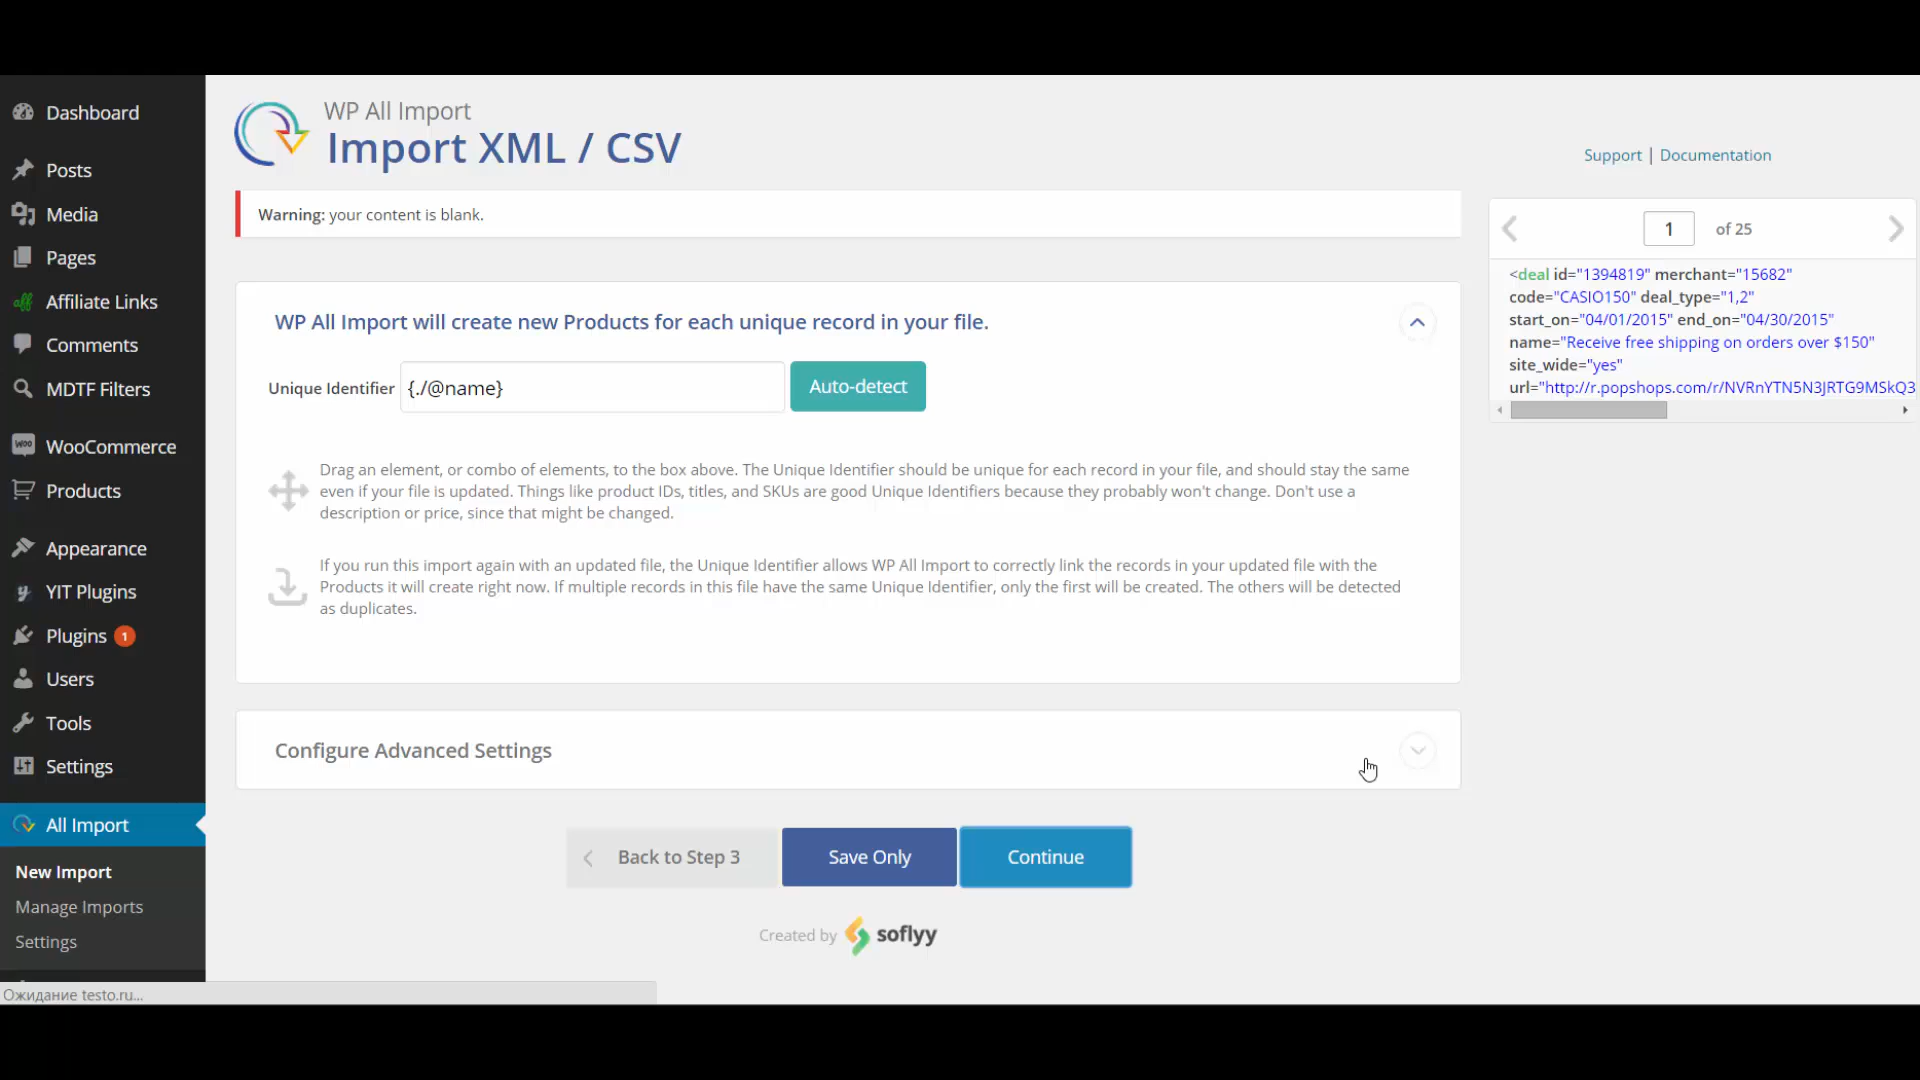 Dashboard
Posts
Media
Pages
Affiliate Links
Comments
MDTF Filters
WOO WooCommerce
Products
Appearance
YIT Plugins
Plugins 1
Users
Tools
Settings
All Import
New Import
Manage Imports
Settings
Ожидание testo.ru...
WP All Import
Import XML / CSV
Support | Documentation
Warning: your content is blank.
WP All Import will create new Products for each unique record in your file.
Unique Identifier {./@name} Auto-detect
Drag an element, or combo of elements, to the box above. The Unique Identifier should be unique for each record in your file, and should stay the same
even if your file is updated. Things like product IDs, titles, and SKUs are good Unique Identifiers because they probably won't change. Don't use a
description or price, since that might be changed.
If you run this import again with an updated file, the Unique Identifier allows WP All Import to correctly link the records in your updated file with the
Products it will create right now. If multiple records in this file have the same Unique Identifier, only the first will be created. The others will be detected
as duplicates.
Configure Advanced Settings
Back to Step 3 Save Only Continue
Created by soflyy
1 of 25
<deal id="1394819" merchant="15682"
code="CASIO150" deal_type="1,2"
start_on="04/01/2015" end_on="04/30/2015"
name="Receive free shipping on orders over $150"
site_wide="yes"
url="http://r.popshops.com/r/NVRnYTN5N3JRTG9MSkQ3